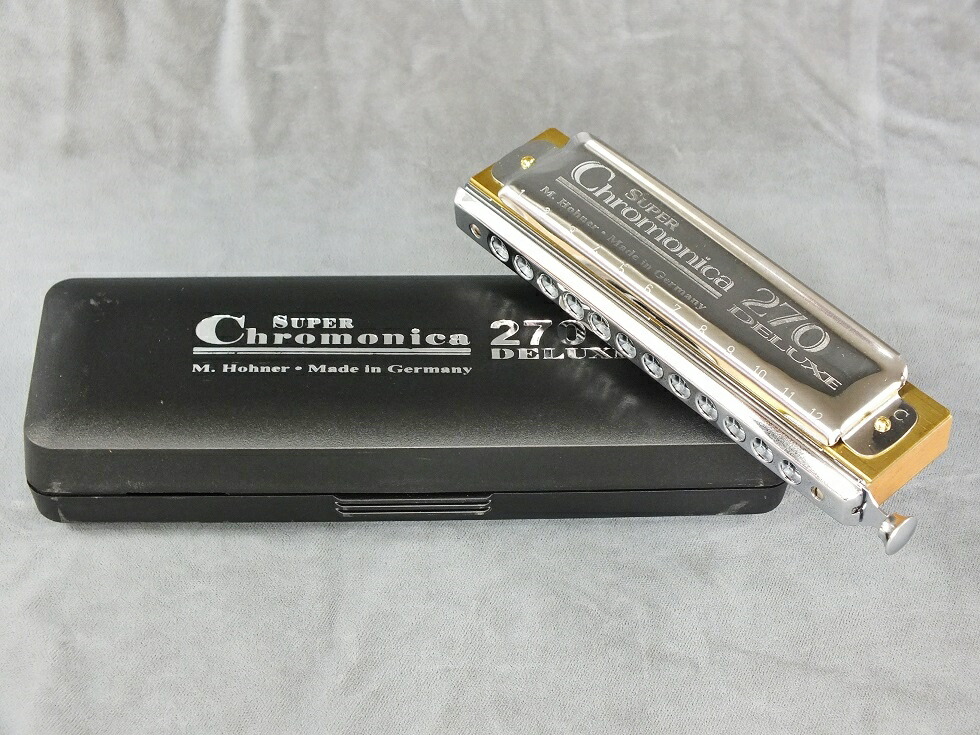 Super
Chromonica 270
Deluxe
M. Hohner • Made in Germany
Super
Chromonica 270
Deluxe
M. Hohner • Made in Germany
1 2 3 4 5 6 7 8 9 10 11 12
C